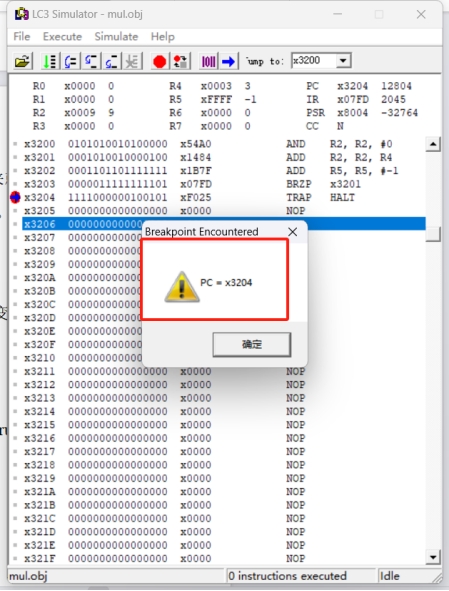 LC3 Simulator - mul.obj
File Execute Simulate Help
Jump to: x3200
R0 x0000 0 R4 x0003 3 PC x3204 12804
R1 x0000 0 R5 xFFFF -1 IR x07FD 2045
R2 x0009 9 R6 x0000 0 PSR x8004 -32764
R3 x0000 0 R7 x0000 0 CC N
x3200 0101010010100000 x54A0 AND R2, R2, #0
x3201 0001010010000100 x1484 ADD R2, R2, R4
x3202 0001101101111111 x1B7F ADD R5, R5, #-1
x3203 0000011111111101 x07FD BRZP x3201
x3204 1111000000100101 xF025 TRAP HALT
x3205 0000000000000000 x0000 NOP
x3206 000000000000
x3207 000000000000
x3208 000000000000
x3209 000000000000
x320A 000000000000
x320B 000000000000
x320C 000000000000
x320D 000000000000
x320E 000000000000
x320F 000000000000
Breakpoint Encountered
PC = x3204
确定
x3210 0000000000000000 x0000 NOP
x3211 0000000000000000 x0000 NOP
x3212 0000000000000000 x0000 NOP
x3213 0000000000000000 x0000 NOP
x3214 0000000000000000 x0000 NOP
x3215 0000000000000000 x0000 NOP
x3216 0000000000000000 x0000 NOP
x3217 0000000000000000 x0000 NOP
x3218 0000000000000000 x0000 NOP
x3219 0000000000000000 x0000 NOP
x321A 0000000000000000 x0000 NOP
x321B 0000000000000000 x0000 NOP
x321C 0000000000000000 x0000 NOP
x321D 0000000000000000 x0000 NOP
x321E 0000000000000000 x0000 NOP
x321F 0000000000000000 x0000 NOP
mul.obj 0 instructions executed Idle